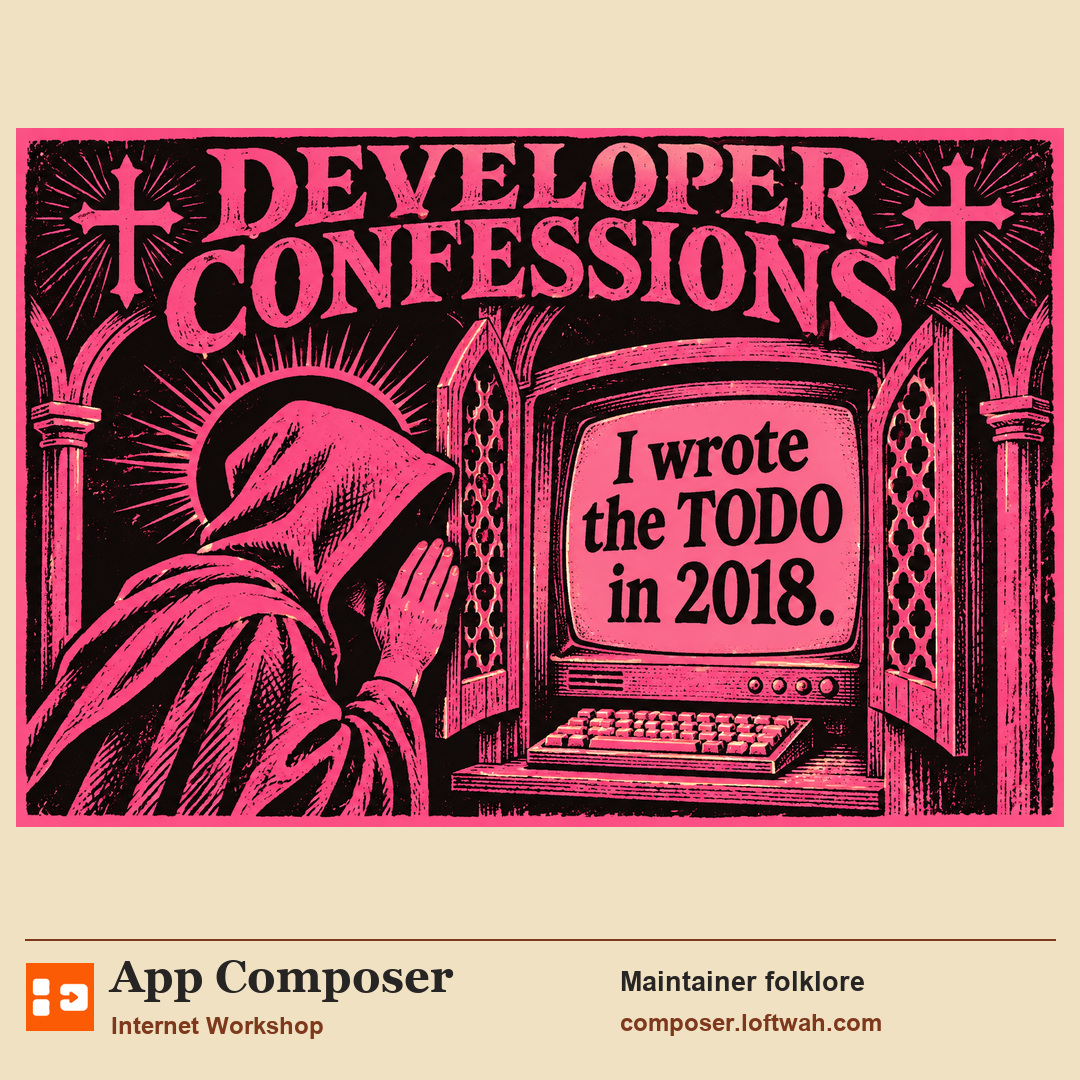 DEVELOPER
CONFESSIONS
I wrote
the TODO
in 2018.
App Composer
Internet Workshop
Maintainer folklore
composer.loftwah.com